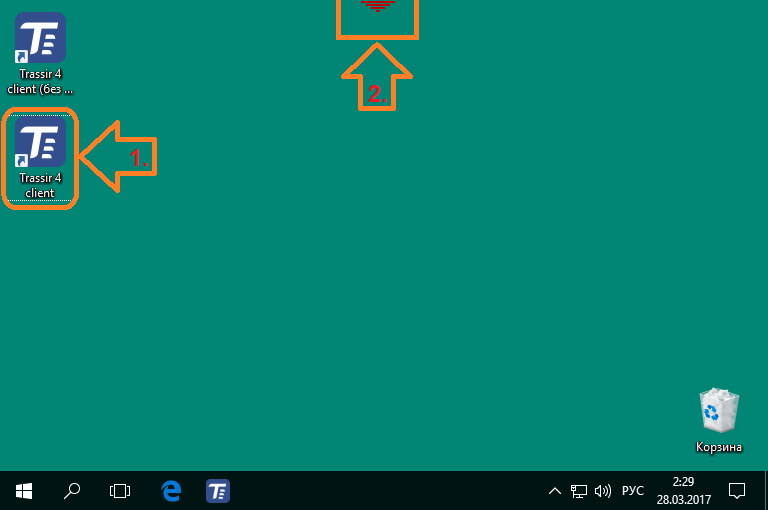 Trassir 4
client (без ...
2.
1.
Trassir 4
client
Корзина
РУС
2:29
28.03.2017